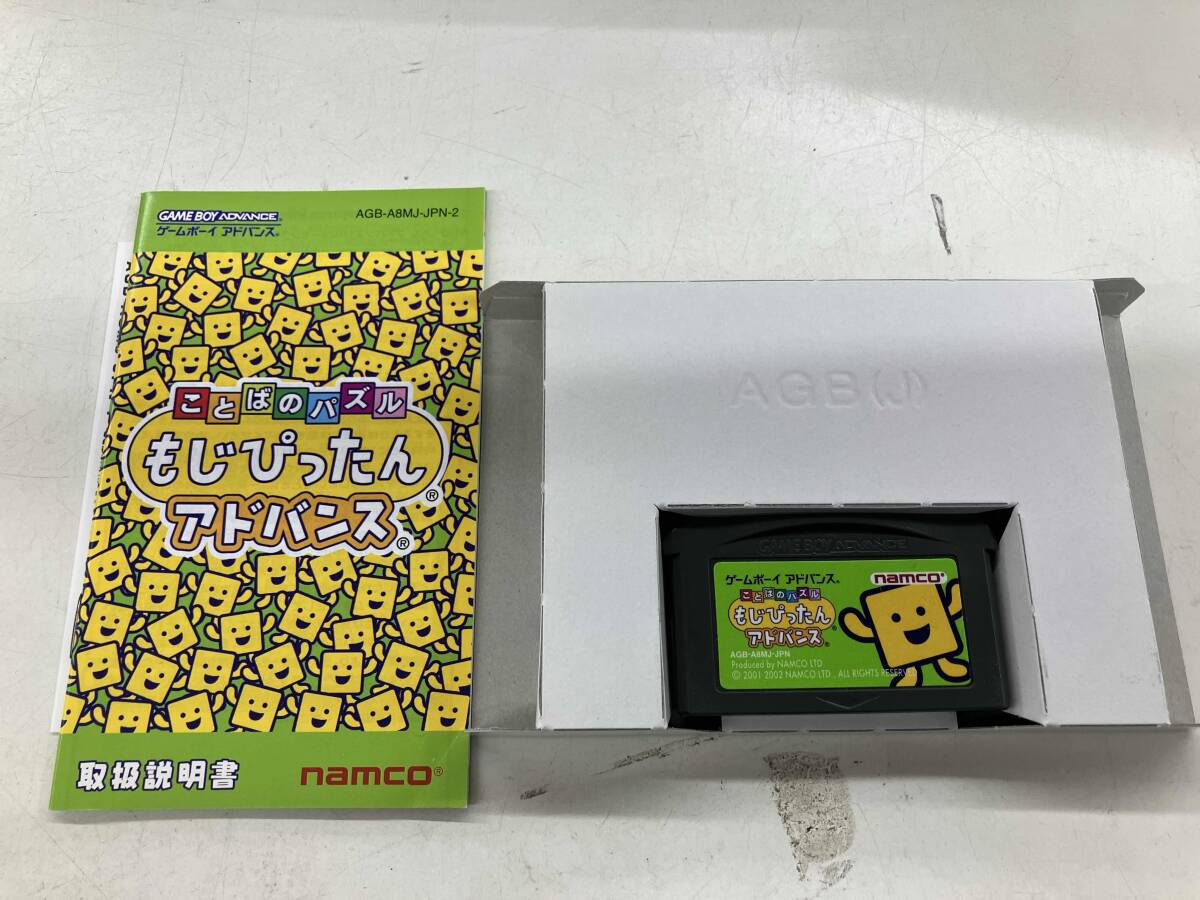 GAME BOY ADVANCE
ゲームボーイ アドバンス®
AGB-A8MJ-JPN-2
ことばのパズル
もじぴったん®
アドバンス®
取扱説明書
namco®
AGB(J)
GAME BOY ADVANCE
ゲームボーイ アドバンス®
namco®
ことばのパズル
もじぴったん®
アドバンス®
AGB-A8MJ-JPN
Produced by NAMCO LTD
© 2001-2002 NAMCO LTD., ALL RIGHTS RESERVED